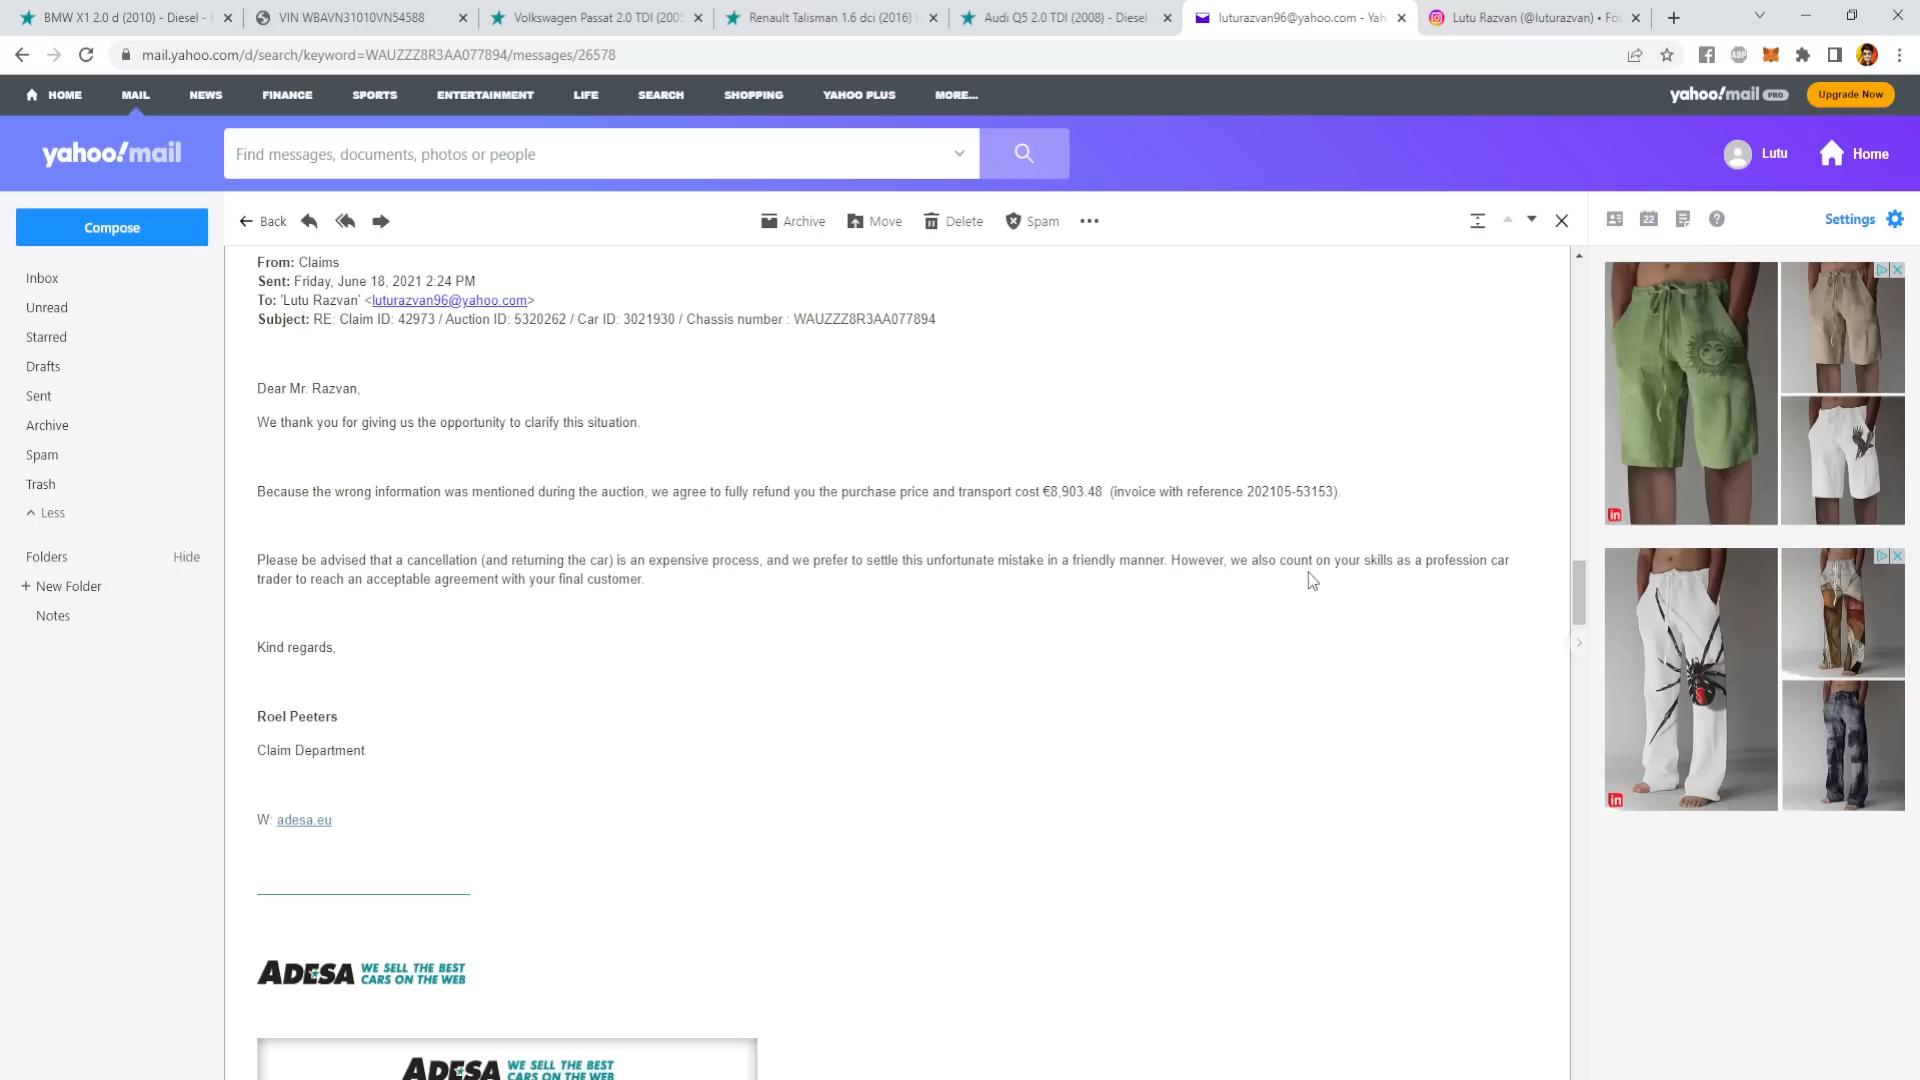 BMW X1 2.0 d (2010) - Diesel -
VIN WBAVN31010VN54588
Volkswagen Passat 2.0 TDI (2005
Renault Talisman 1.6 dci (2016)
Audi Q5 2.0 TDI (2008) - Diesel
luturazvan96@yahoo.com - Yah
Lutu Razvan (@luturazvan) • Fot
mail.yahoo.com/d/search/keyword=WAUZZZ8R3AA077894/messages/26578
ABP
HOME
MAIL
NEWS
FINANCE
SPORTS
ENTERTAINMENT
LIFE
SEARCH
SHOPPING
YAHOO PLUS
MORE...
yahoo!mail PRO
Upgrade Now
yahoo!mail
Find messages, documents, photos or people
Lutu
Home
Compose
Back
Archive
Move
Delete
Spam
22
Settings
Inbox
Unread
Starred
Drafts
Sent
Archive
Spam
Trash
Less
Folders
Hide
+ New Folder
Notes
From: Claims
Sent: Friday, June 18, 2021 2:24 PM
To: 'Lutu Razvan' <luturazvan96@yahoo.com>
Subject: RE: Claim ID: 42973 / Auction ID: 5320262 / Car ID: 3021930 / Chassis number : WAUZZZ8R3AA077894
Dear Mr. Razvan,
We thank you for giving us the opportunity to clarify this situation.
Because the wrong information was mentioned during the auction, we agree to fully refund you the purchase price and transport cost €8,903.48 (invoice with reference 202105-53153).
Please be advised that a cancellation (and returning the car) is an expensive process, and we prefer to settle this unfortunate mistake in a friendly manner. However, we also count on your skills as a profession car
trader to reach an acceptable agreement with your final customer.
Kind regards,
Roel Peeters
Claim Department
W: adesa.eu
ADESA WE SELL THE BEST
CARS ON THE WEB
ADESA WE SELL THE BEST
CARS ON THE WEB
in
in